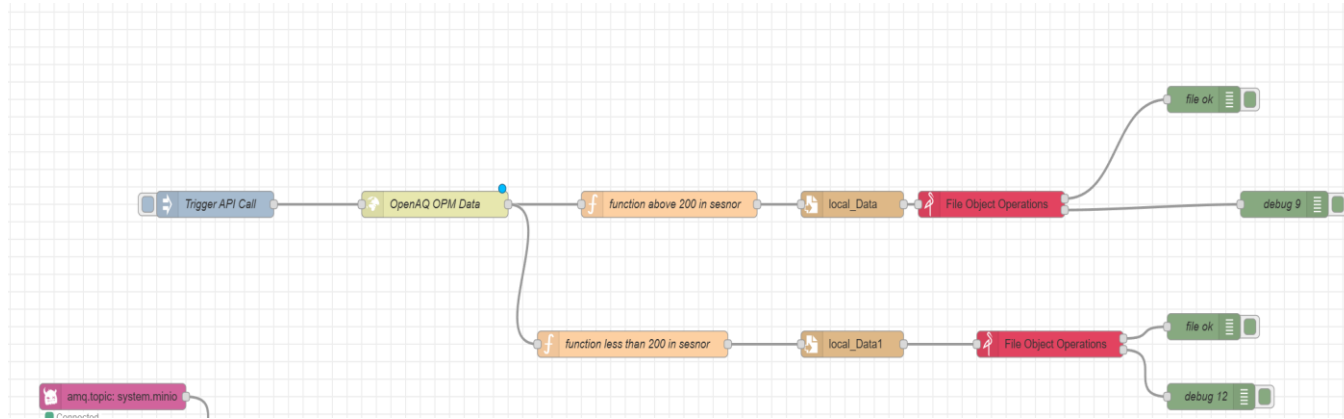 file ok
Trigger API Call
OpenAQ OPM Data
function above 200 in sesnor
local_Data
File Object Operations
debug 9
function less than 200 in sesnor
local_Data1
File Object Operations
file ok
amq.topic: system.minio
debug 12
Connected